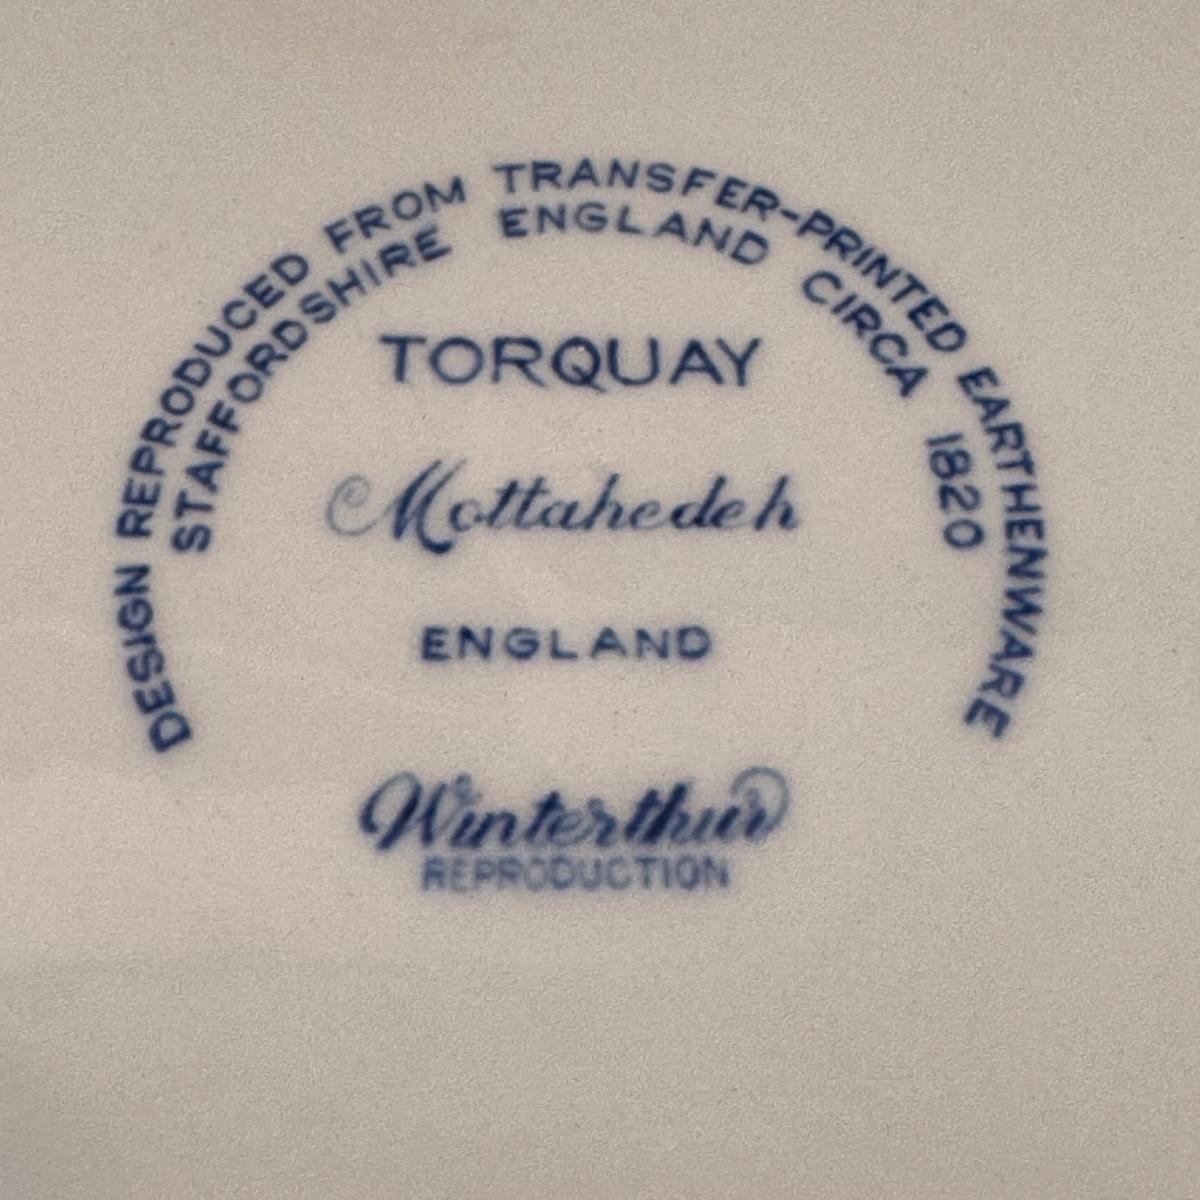 DESIGN REPRODUCED FROM TRANSFER-PRINTED EARTHENWARE
STAFFORDSHIRE ENGLAND CIRCA 1820
TORQUAY
Mottahedeh
ENGLAND
Winterthur
REPRODUCTION